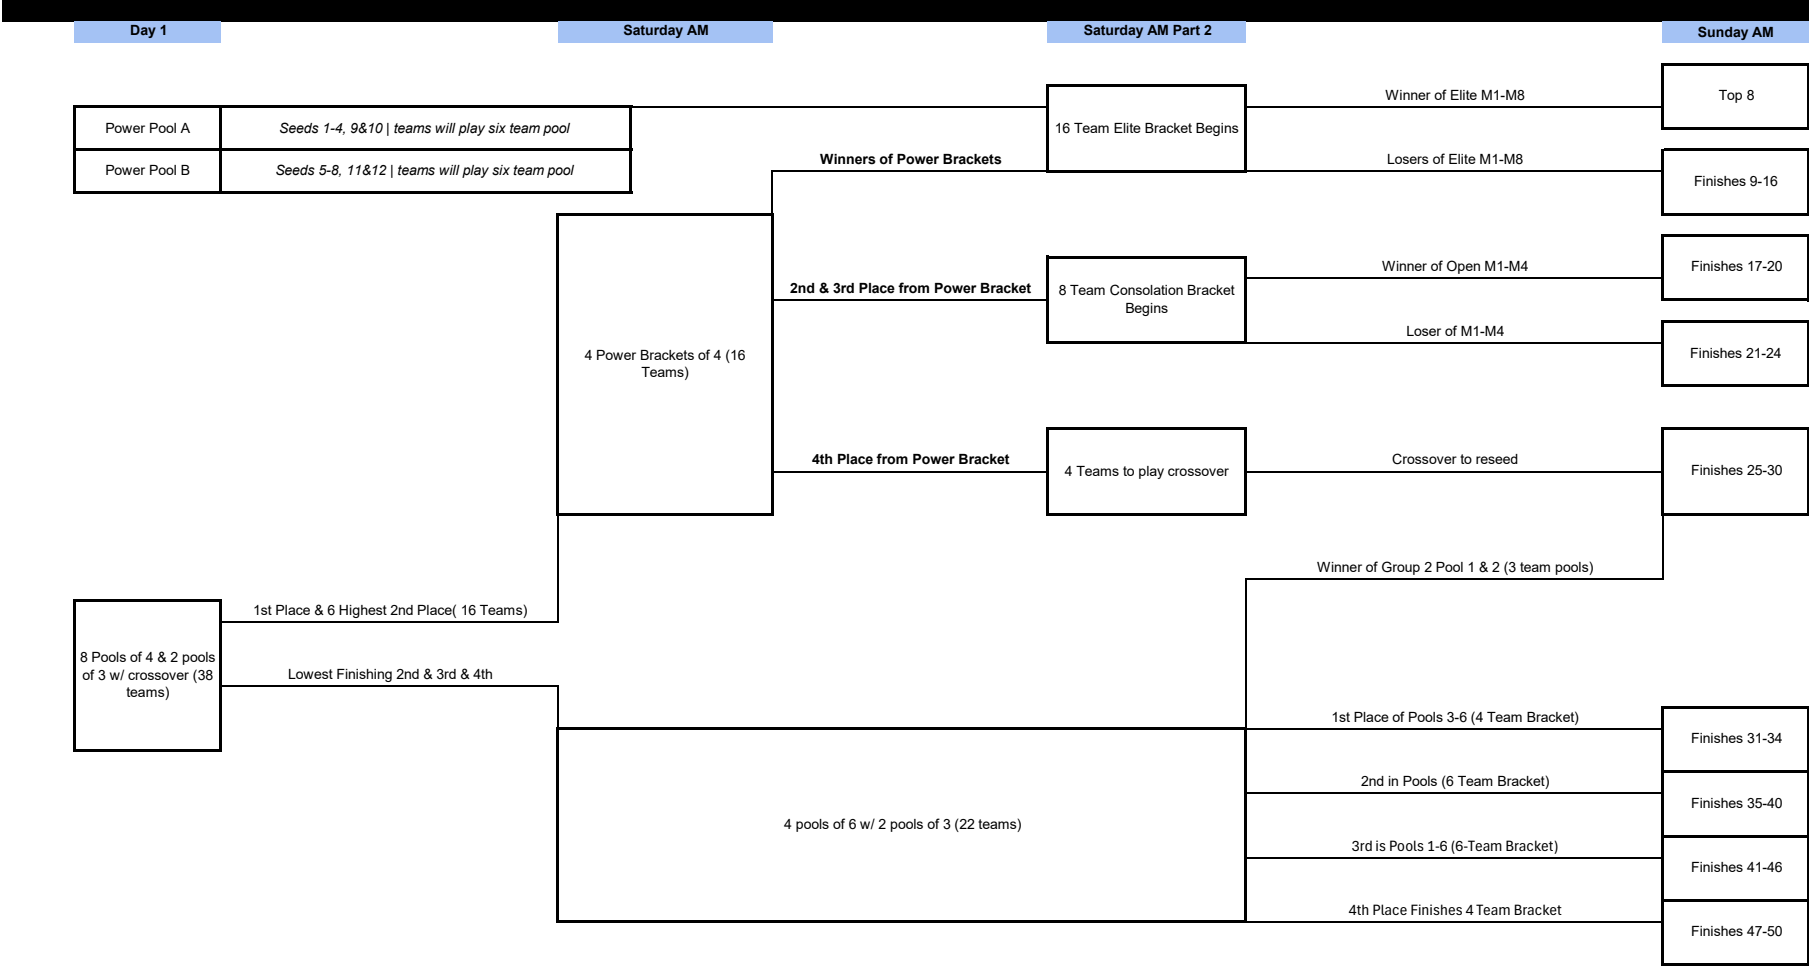 Day 1
Saturday AM
Saturday AM Part 2
Sunday AM
Winner of Elite M1-M8
Top 8
Power Pool A
Seeds 1-4, 9&10 | teams will play six team pool
16 Team Elite Bracket Begins
Winners of Power Brackets
Losers of Elite M1-M8
Power Pool B
Seeds 5-8, 11&12 | teams will play six team pool
Finishes 9-16
Winner of Open M1-M4
Finishes 17-20
2nd & 3rd Place from Power Bracket
8 Team Consolation Bracket
Begins
Loser of M1-M4
Finishes 21-24
4 Power Brackets of 4 (16
Teams)
4th Place from Power Bracket
4 Teams to play crossover
Crossover to reseed
Finishes 25-30
Winner of Group 2 Pool 1 & 2 (3 team pools)
1st Place & 6 Highest 2nd Place( 16 Teams)
8 Pools of 4 & 2 pools
of 3 w/ crossover (38
teams)
Lowest Finishing 2nd & 3rd & 4th
1st Place of Pools 3-6 (4 Team Bracket)
Finishes 31-34
2nd in Pools (6 Team Bracket)
Finishes 35-40
4 pools of 6 w/ 2 pools of 3 (22 teams)
3rd is Pools 1-6 (6-Team Bracket)
Finishes 41-46
4th Place Finishes 4 Team Bracket
Finishes 47-50